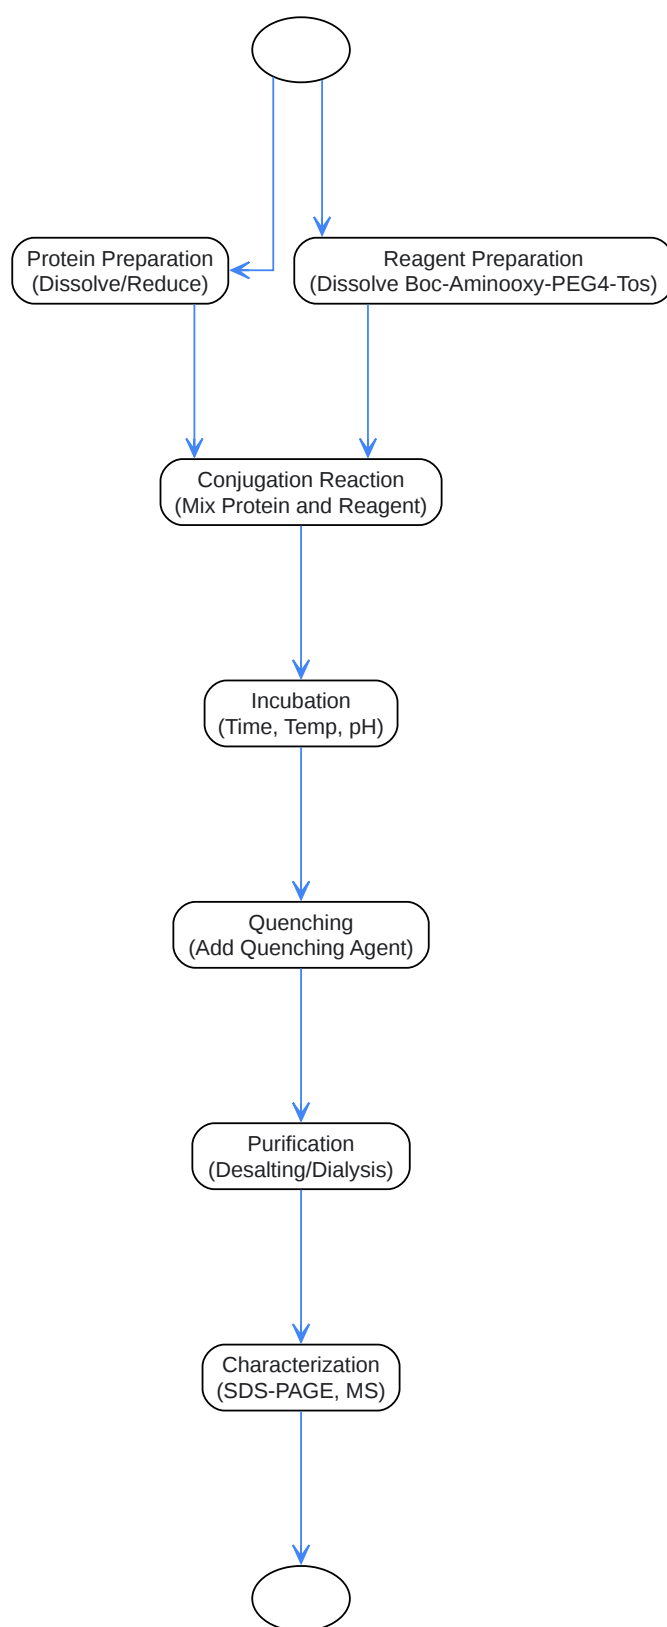 Protein Preparation
(Dissolve/Reduce)
Reagent Preparation
(Dissolve Boc-Aminooxy-PEG4-Tos)
Conjugation Reaction
(Mix Protein and Reagent)
Incubation
(Time, Temp, pH)
Quenching
(Add Quenching Agent)
Purification
(Desalting/Dialysis)
Characterization
(SDS-PAGE, MS)